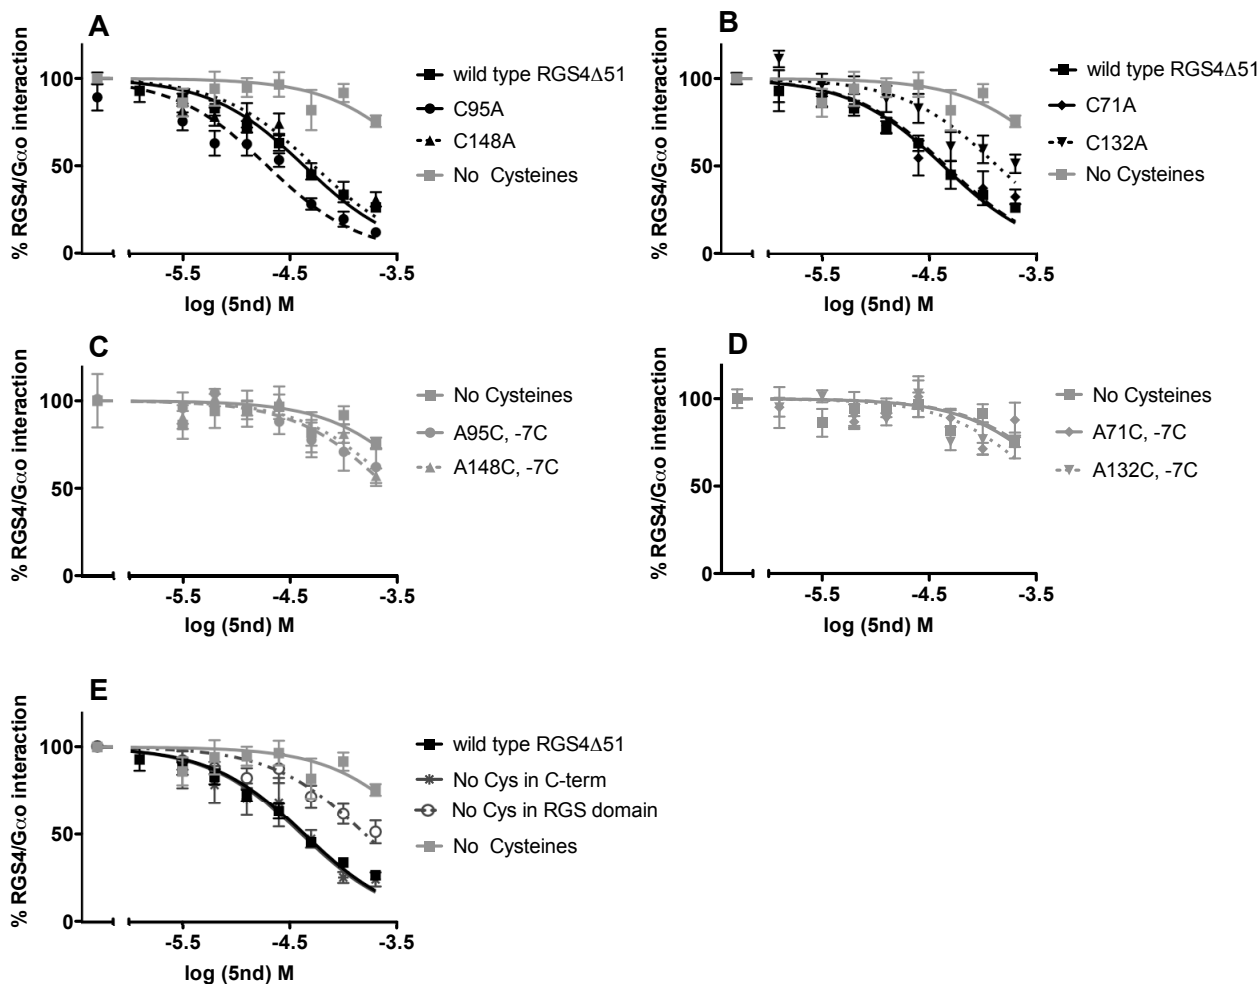 A
% RGS4/Gαo interaction
100
50
0
-5.5
-4.5
-3.5
log (5nd) M
wild type RGS4Δ51
C95A
C148A
No Cysteines
B
% RGS4/Gαo interaction
100
50
0
-5.5
-4.5
-3.5
log (5nd) M
wild type RGS4Δ51
C71A
C132A
No Cysteines
C
% RGS4/Gαo interaction
100
50
0
-5.5
-4.5
-3.5
log (5nd) M
No Cysteines
A95C, -7C
A148C, -7C
D
% RGS4/Gαo interaction
100
50
0
-5.5
-4.5
-3.5
log (5nd) M
No Cysteines
A71C, -7C
A132C, -7C
E
% RGS4/Gαo interaction
100
50
0
-5.5
-4.5
-3.5
log (5nd) M
wild type RGS4Δ51
No Cys in C-term
No Cys in RGS domain
No Cysteines